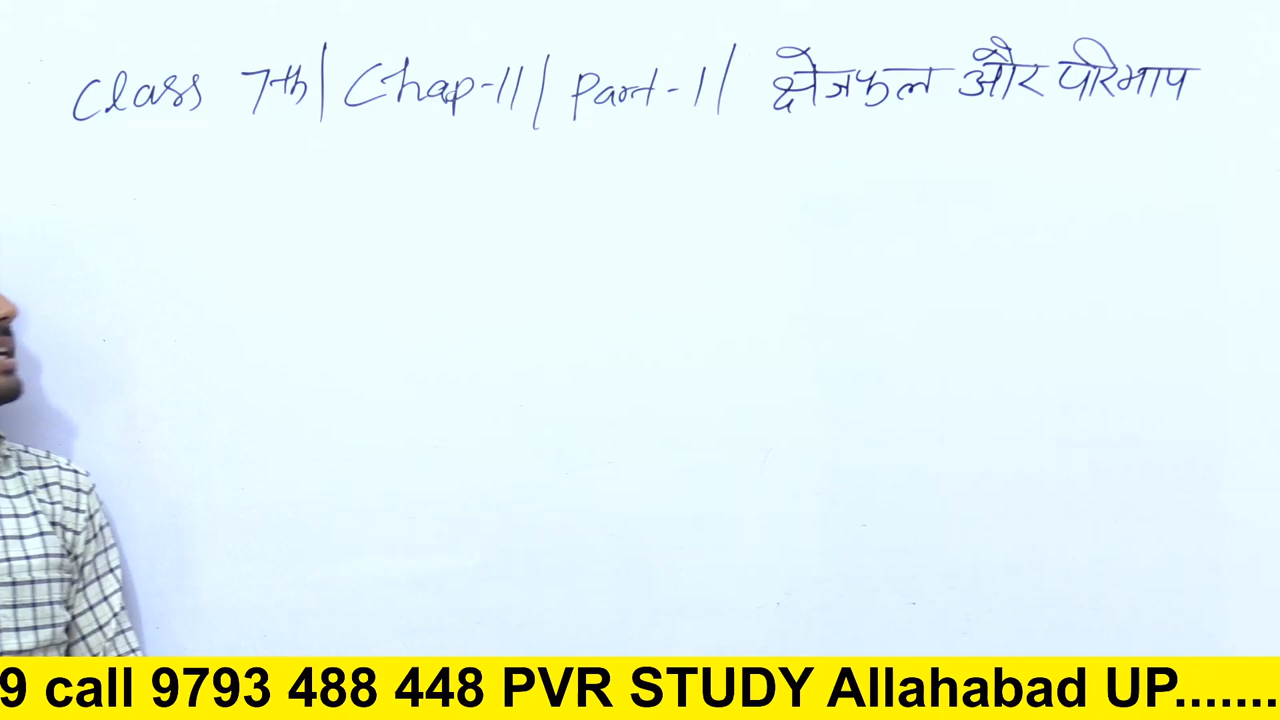 Class 7th | Chap-11 | Part-1 | क्षेत्रफल और परिमाप
9 call 9793 488 448 PVR STUDY Allahabad UP.......